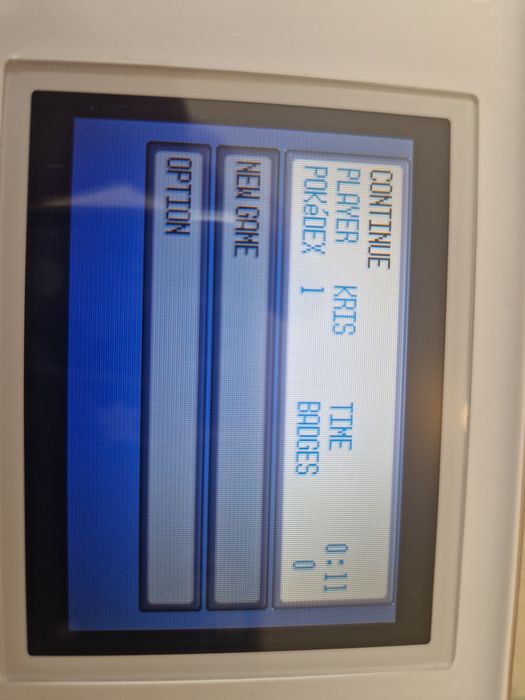 CONTINUE
PLAYER KRIS TIME 0:11
POKéDEX 1 BADGES 0
NEW GAME
OPTION